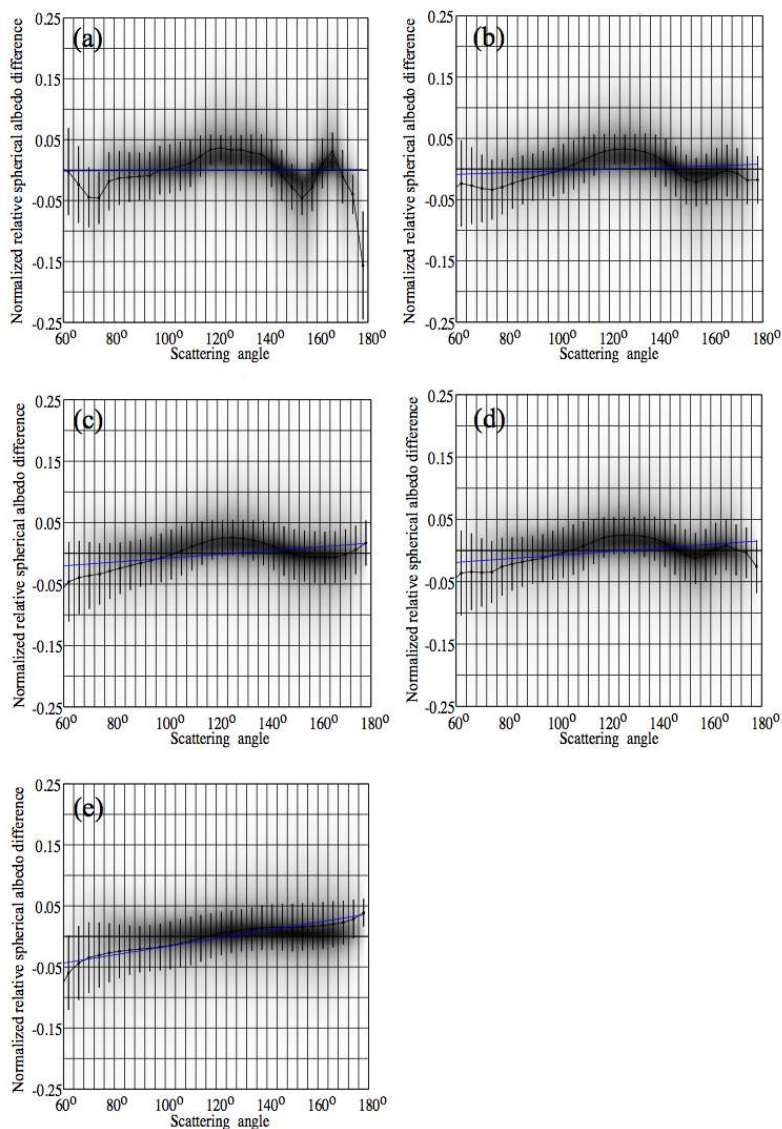 (a)
Normalized relative spherical albedo difference
0.25
0.15
0.05
-0.05
-0.15
-0.25
60⁰ 80⁰ 100⁰ 120⁰ 140⁰ 160⁰ 180⁰
Scattering angle
(b)
Normalized relative spherical albedo difference
0.25
0.15
0.05
-0.05
-0.15
-0.25
60⁰ 80⁰ 100⁰ 120⁰ 140⁰ 160⁰ 180⁰
Scattering angle
(c)
Normalized relative spherical albedo difference
0.25
0.15
0.05
-0.05
-0.15
-0.25
60⁰ 80⁰ 100⁰ 120⁰ 140⁰ 160⁰ 180⁰
Scattering angle
(d)
Normalized relative spherical albedo difference
0.25
0.15
0.05
-0.05
-0.15
-0.25
60⁰ 80⁰ 100⁰ 120⁰ 140⁰ 160⁰ 180⁰
Scattering angle
(e)
Normalized relative spherical albedo difference
0.25
0.15
0.05
-0.05
-0.15
-0.25
60⁰ 80⁰ 100⁰ 120⁰ 140⁰ 160⁰ 180⁰
Scattering angle